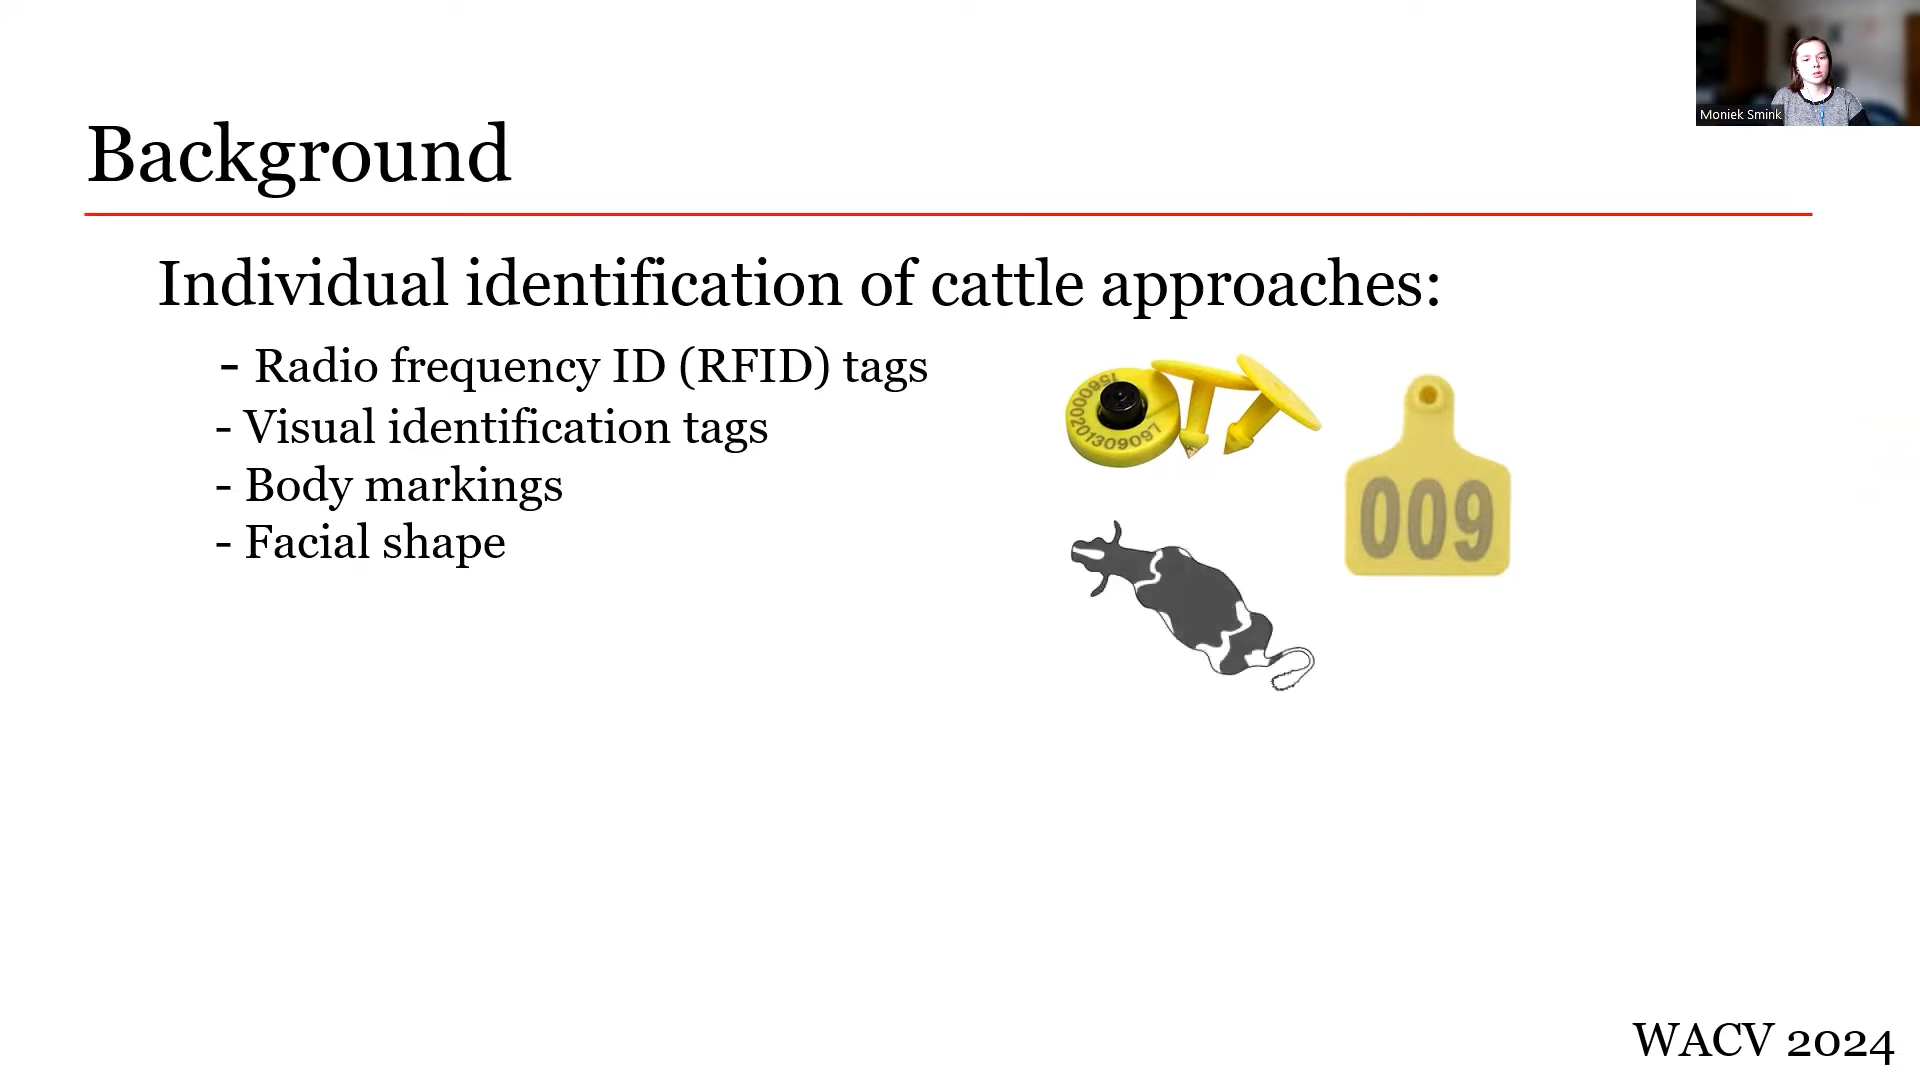 Moniek Smink
Background
Individual identification of cattle approaches:
- Radio frequency ID (RFID) tags
- Visual identification tags
- Body markings
- Facial shape
009
WACV 2024